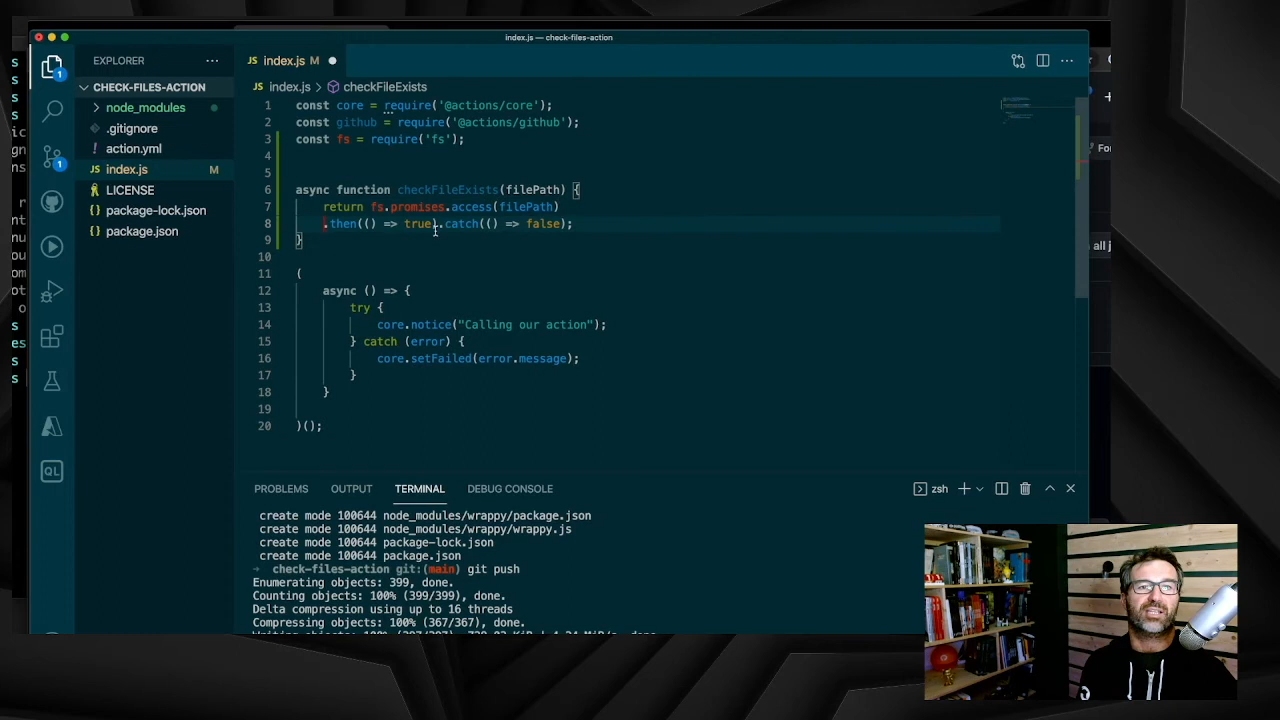 index.js — check-files-action
EXPLORER
JS index.js M
CHECK-FILES-ACTION
JS index.js > checkFileExists
node_modules
.gitignore
! action.yml
JS index.js M
LICENSE
package-lock.json
package.json
1 const core = require('@actions/core');
2 const github = require('@actions/github');
3 const fs = require('fs');
4
5
6 async function checkFileExists(filePath) {
7 return fs.promises.access(filePath)
8 .then(() => true).catch(() => false);
9 }
10
11 (
12 async () => {
13 try {
14 core.notice("Calling our action");
15 } catch (error) {
16 core.setFailed(error.message);
17 }
18 }
19
20 )();
1
1
QL
PROBLEMS OUTPUT TERMINAL DEBUG CONSOLE zsh
create mode 100644 node_modules/wrappy/package.json
create mode 100644 node_modules/wrappy/wrappy.js
create mode 100644 package-lock.json
create mode 100644 package.json
→ check-files-action git:(main) git push
Enumerating objects: 399, done.
Counting objects: 100% (399/399), done.
Delta compression using up to 16 threads
Compressing objects: 100% (367/367), done.